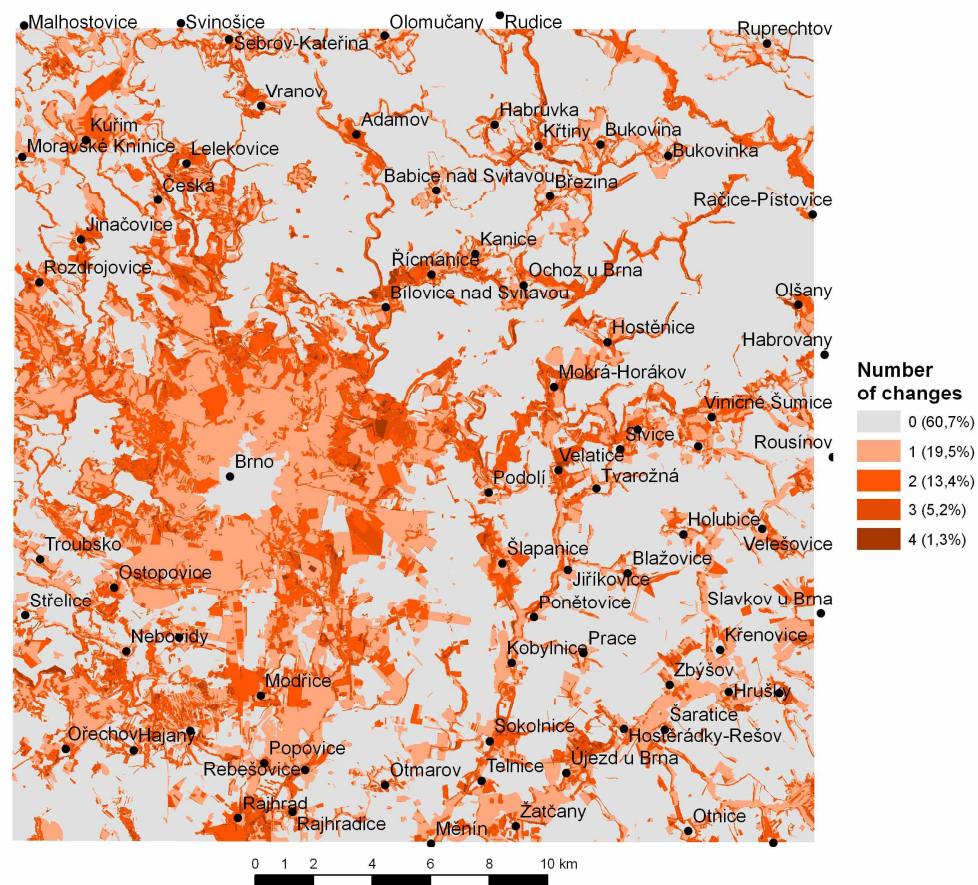 Malhostovice
Svinošice
Olomučany
Rudice
Ruprechtov
Šebrov-Kateřina
Vranov
Adamov
Habrůvka
Kuřim
Křtiny
Bukovina
Moravské Knínice
Lelekovice
Bukovinka
Babice nad Svitavou
Česká
Březina
Račice-Pístovice
Jinačovice
Kanice
Řícmanice
Ochoz u Brna
Rozdrojovice
Bílovice nad Svitavou
Olšany
Hostěnice
Habrovany
Mokrá-Horákov
Number
of changes
Viničné Šumice
0 (60,7%)
Sivice
Rousínov
1 (19,5%)
Brno
Velatice
Podolí
Tvarožná
2 (13,4%)
3 (5,2%)
Holubice
4 (1,3%)
Troubsko
Velešovice
Šlapanice
Blažovice
Ostopovice
Jiříkovice
Střelice
Slavkov u Brna
Ponětovice
Nebovidy
Prace
Křenovice
Kobylnice
Zbýšov
Modřice
Hrušky
Šaratice
Sokolnice
Ořechov
Hajany
Hostěrádky-Rešov
Popovice
Rebešovice
Otmarov
Telnice
Újezd u Brna
Rajhrad
Rajhradice
Žatčany
Měnín
Otnice
0 1 2 4 6 8 10 km